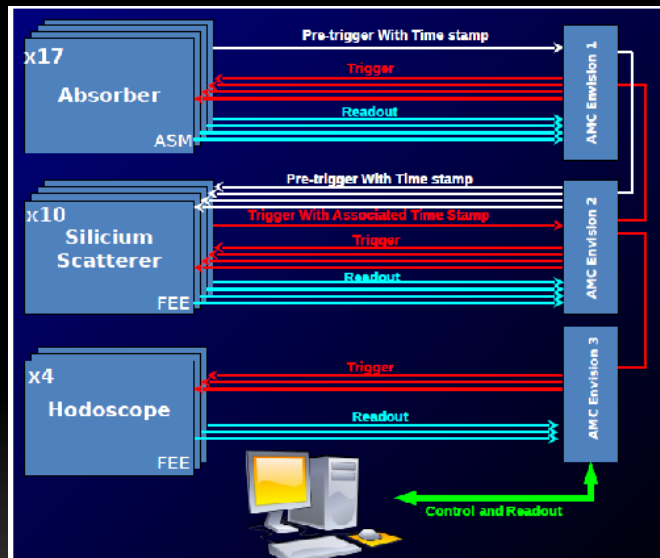 Pre-trigger With Time stamp
x17
Absorber
ASM
Trigger
Readout
AMC Envision 1
Pre-trigger With Time stamp
x10
Silicium
Scatterer
FEE
Trigger With Associated Time Stamp
Trigger
Readout
AMC Envision 2
x4
Hodoscope
FEE
Trigger
Readout
AMC Envision 3
Control and Readout